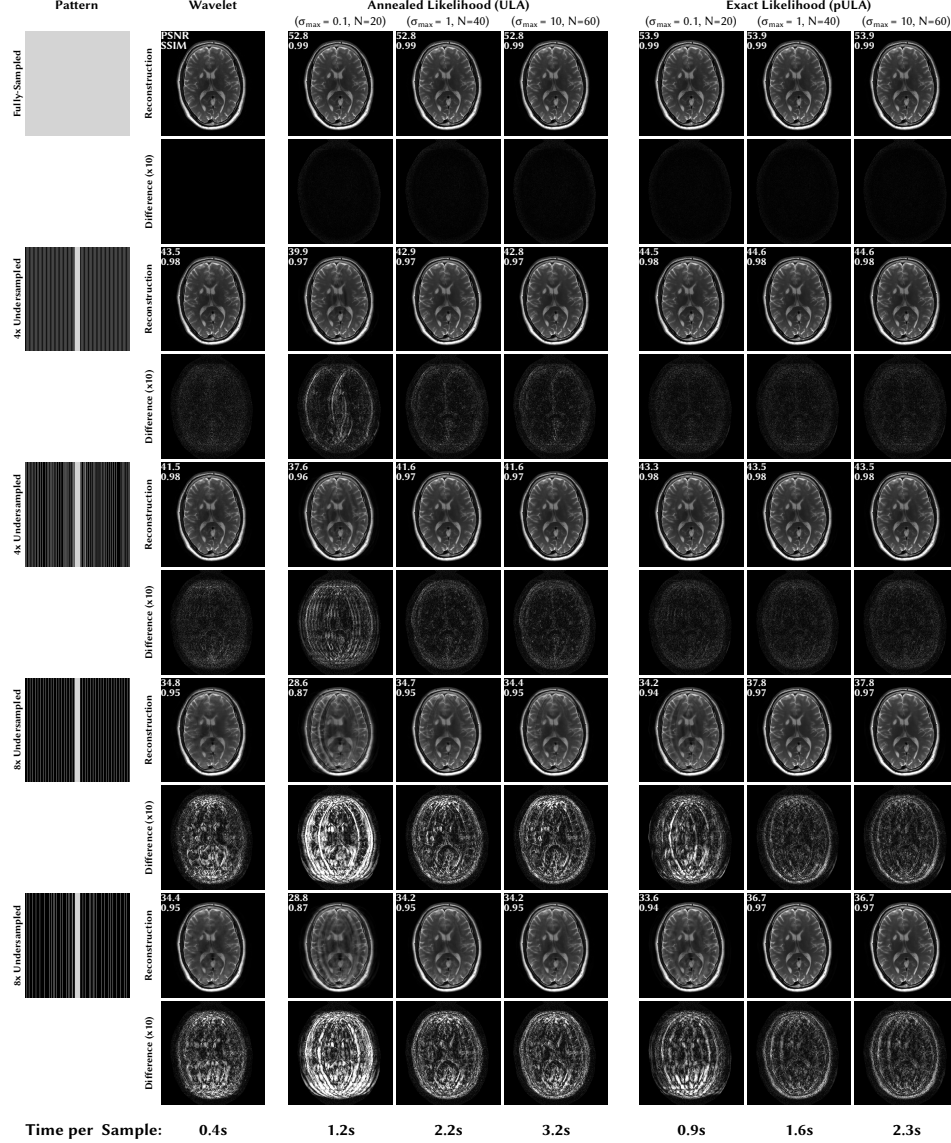 Pattern Wavelet Annealed Likelihood (ULA) Exact Likelihood (pULA)
(σmax = 0.1, N=20) (σmax = 1, N=40) (σmax = 10, N=60) (σmax = 0.1, N=20) (σmax = 1, N=40) (σmax = 10, N=60)
Fully-Sampled
Reconstruction
PSNR 52.8 52.8 52.8 53.9 53.9 53.9
SSIM 0.99 0.99 0.99 0.99 0.99 0.99
Difference (x10)
4x Undersampled
Reconstruction
43.5 39.9 42.9 42.8 44.5 44.6 44.6
0.98 0.97 0.97 0.97 0.98 0.98 0.98
Difference (x10)
4x Undersampled
Reconstruction
41.5 37.6 41.6 41.6 43.3 43.5 43.5
0.98 0.96 0.97 0.97 0.98 0.98 0.98
Difference (x10)
8x Undersampled
Reconstruction
34.8 28.6 34.7 34.4 34.2 37.8 37.8
0.95 0.87 0.95 0.95 0.94 0.97 0.97
Difference (x10)
8x Undersampled
Reconstruction
34.4 28.8 34.2 34.2 33.6 36.7 36.7
0.95 0.87 0.95 0.95 0.94 0.97 0.97
Difference (x10)
Time per Sample: 0.4s 1.2s 2.2s 3.2s 0.9s 1.6s 2.3s